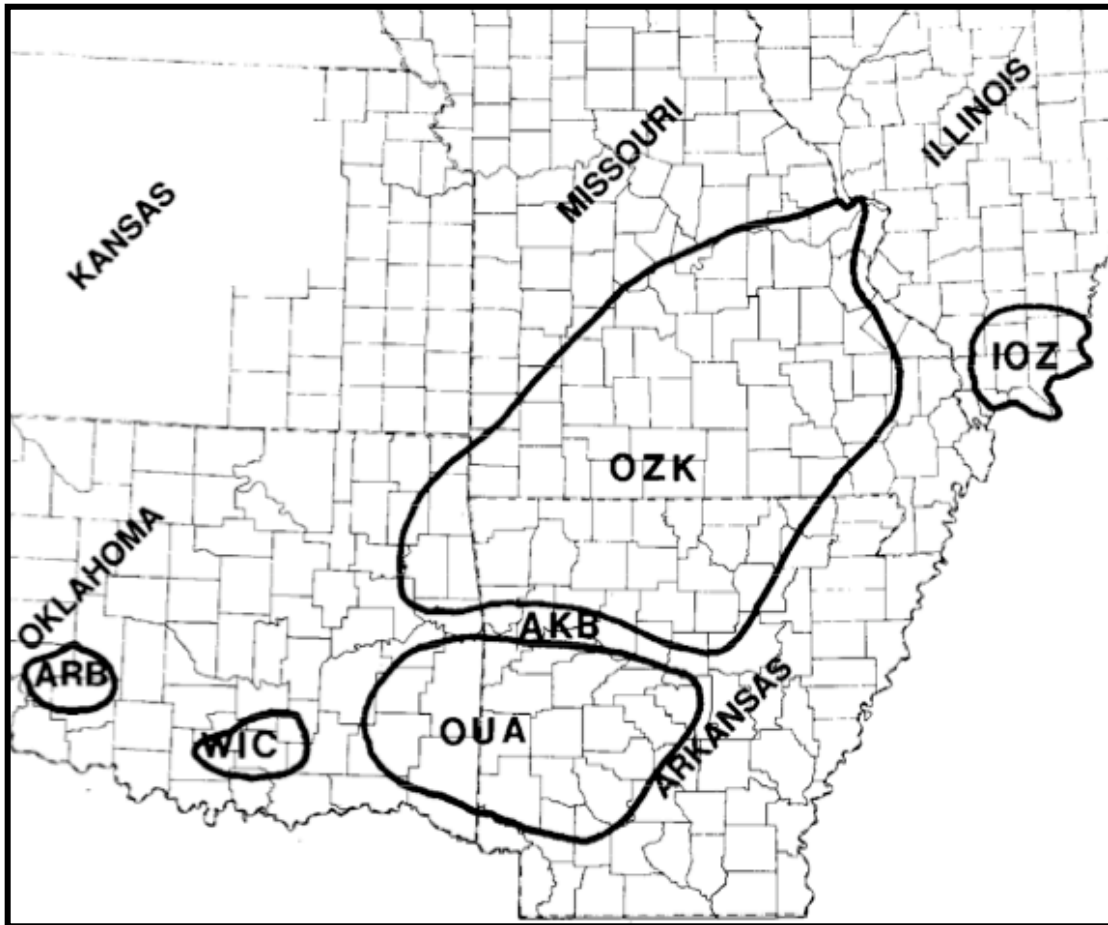 KANSAS
MISSOURI
ILLINOIS
IOZ
OZK
OKLAHOMA
AKB
ARB
OUA
WIC
ARKANSAS